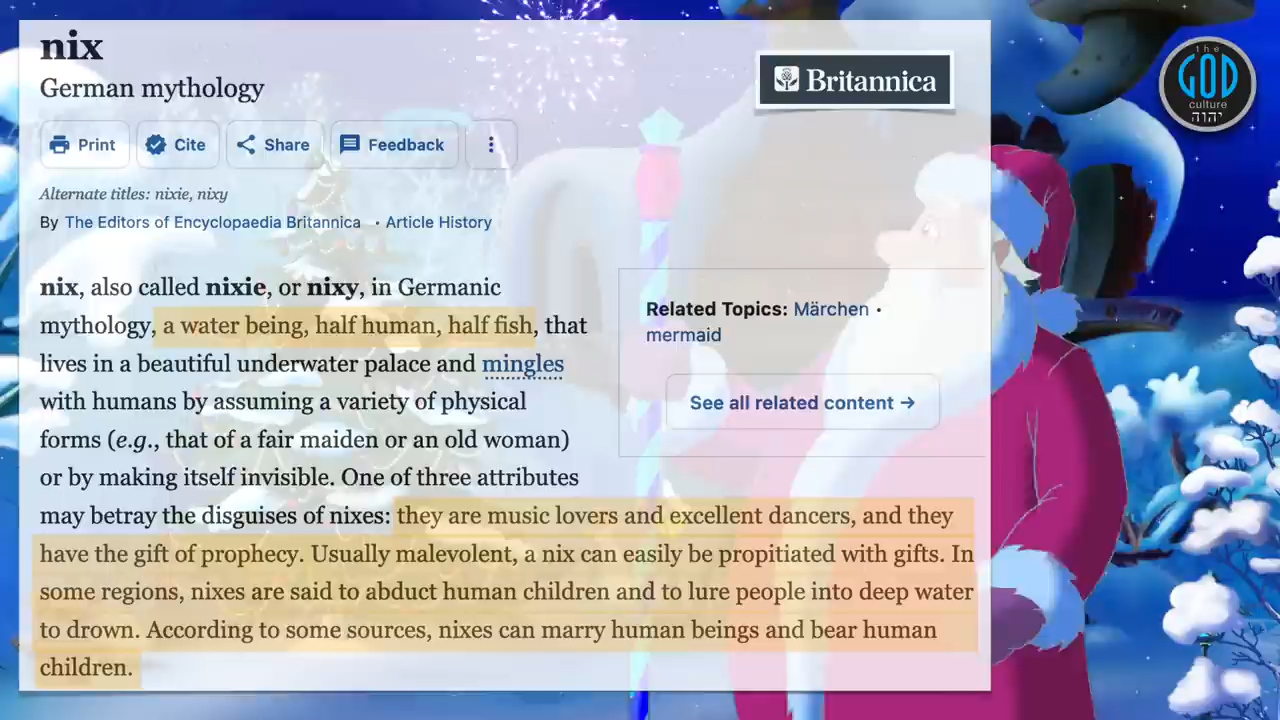 nix
German mythology
Britannica
the
GOD
culture
יהוה
Print
Cite
Share
Feedback
Alternate titles: nixie, nixy
By The Editors of Encyclopaedia Britannica • Article History
nix, also called nixie, or nixy, in Germanic
mythology, a water being, half human, half fish, that
lives in a beautiful underwater palace and mingles
with humans by assuming a variety of physical
forms (e.g., that of a fair maiden or an old woman)
or by making itself invisible. One of three attributes
may betray the disguises of nixes: they are music lovers and excellent dancers, and they
have the gift of prophecy. Usually malevolent, a nix can easily be propitiated with gifts. In
some regions, nixes are said to abduct human children and to lure people into deep water
to drown. According to some sources, nixes can marry human beings and bear human
children.
Related Topics: Märchen •
mermaid
See all related content →